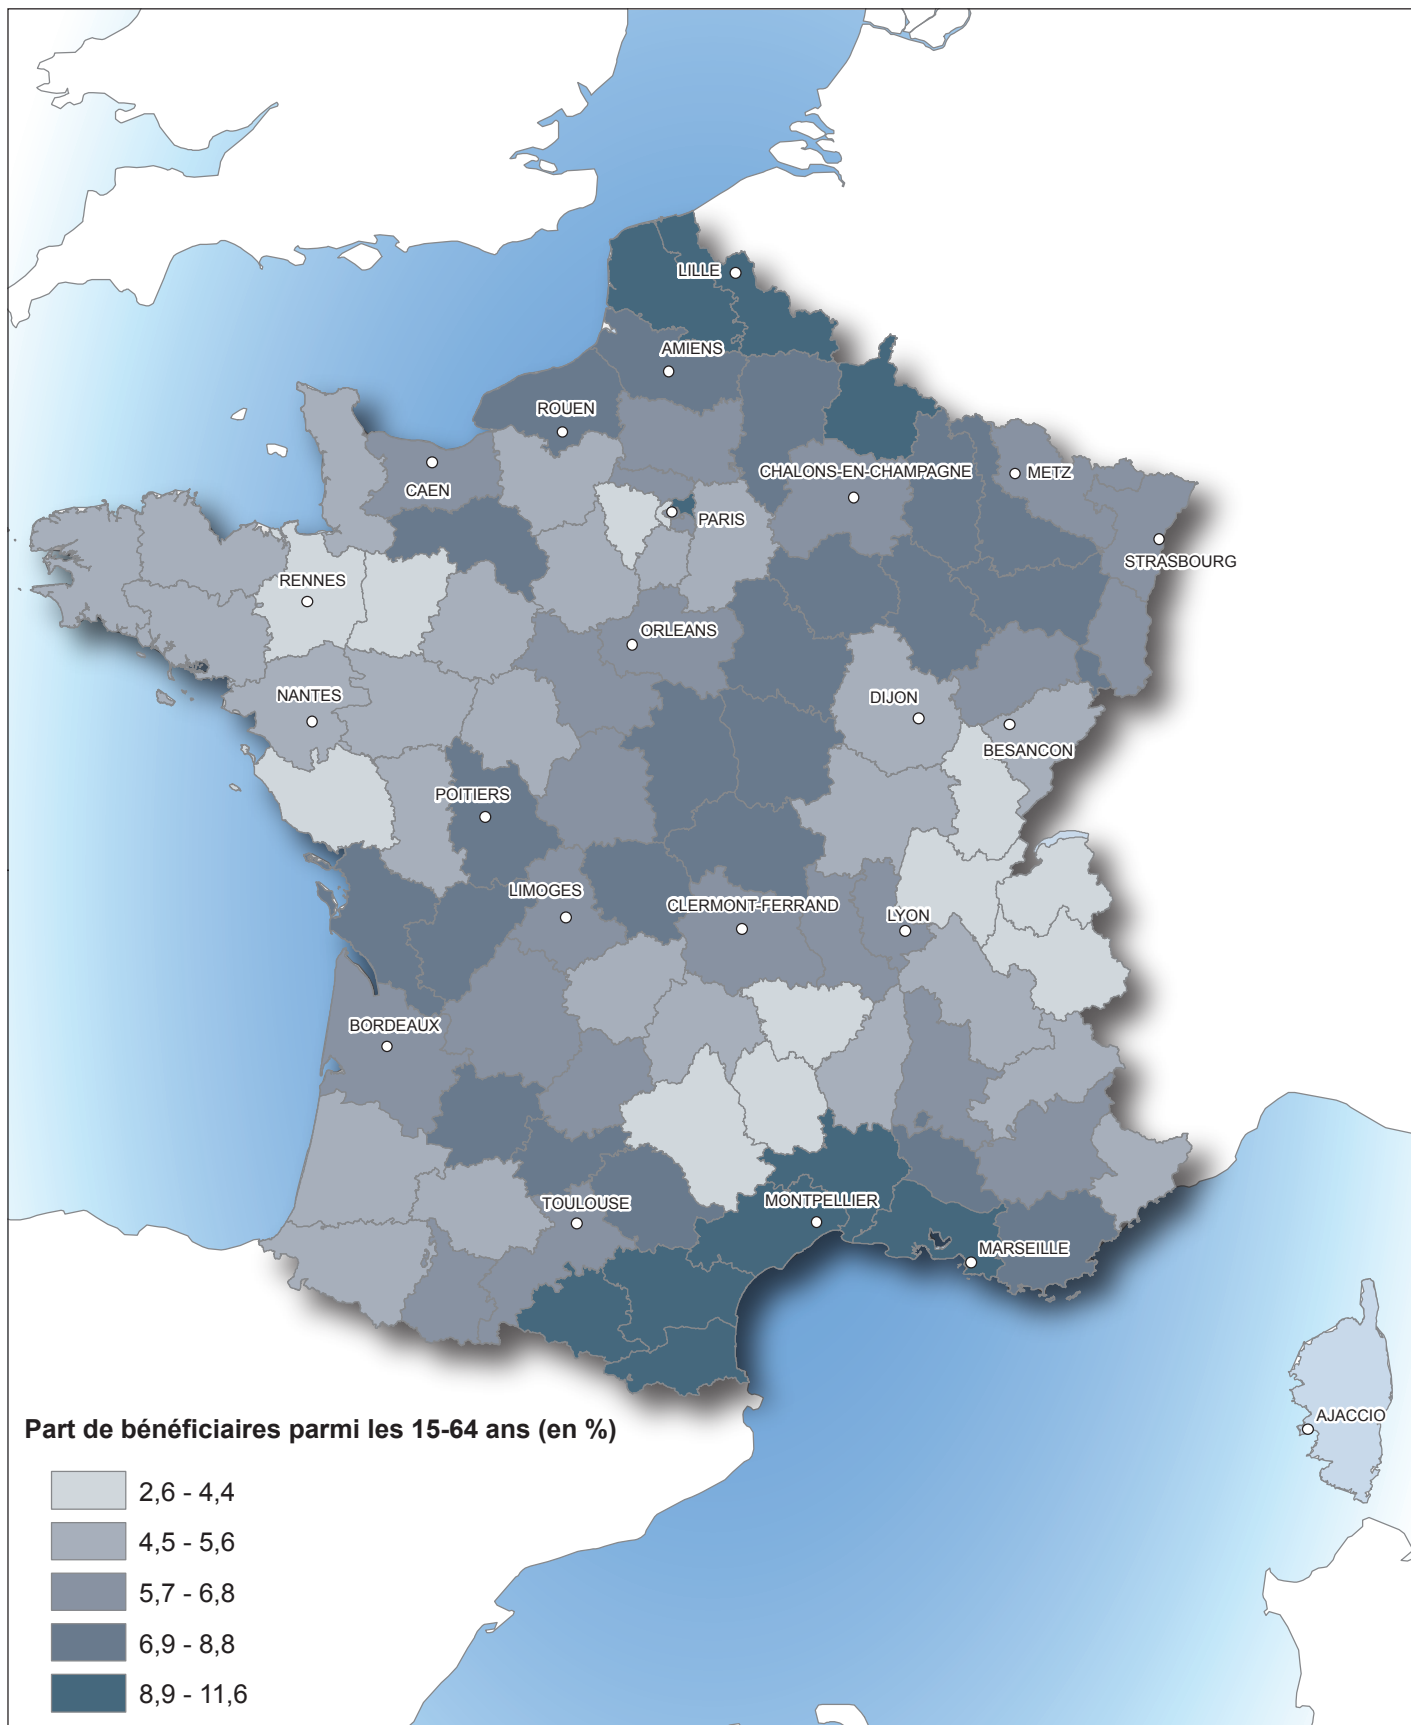 LILLE
AMIENS
ROUEN
CHALONS-EN-CHAMPAGNE
METZ
CAEN
PARIS
STRASBOURG
RENNES
ORLEANS
NANTES
DIJON
BESANCON
POITIERS
LIMOGES
CLERMONT-FERRAND
LYON
BORDEAUX
TOULOUSE
MONTPELLIER
MARSEILLE
AJACCIO
Part de bénéficiaires parmi les 15-64 ans (en %)
2,6 - 4,4
4,5 - 5,6
5,7 - 6,8
6,9 - 8,8
8,9 - 11,6